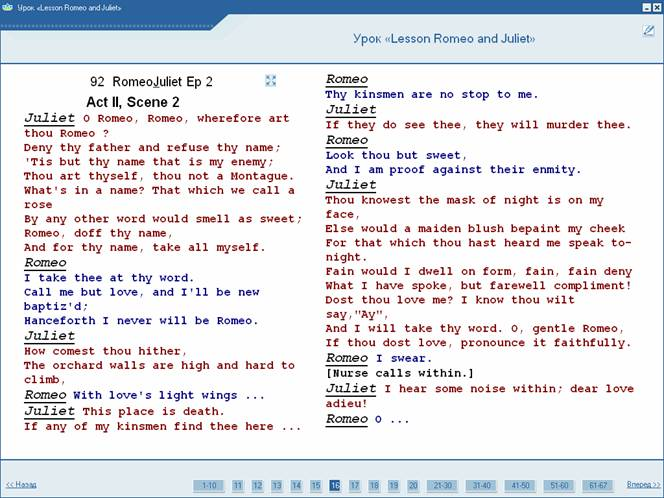 Урок «Lesson Romeo and Juliet»
Урок «Lesson Romeo and Juliet»
92 RomeoJuliet Ep 2
Act II, Scene 2
Juliet O Romeo, Romeo, wherefore art
thou Romeo ?
Deny thy father and refuse thy name;
'Tis but thy name that is my enemy;
Thou art thyself, thou not a Montague.
What's in a name? That which we call a
rose
By any other word would smell as sweet;
Romeo, doff thy name,
And for thy name, take all myself.
Romeo
I take thee at thy word.
Call me but love, and I'll be new
baptiz'd;
Hanceforth I never will be Romeo.
Juliet
How comest thou hither,
The orchard walls are high and hard to
climb,
Romeo With love's light wings ...
Juliet This place is death.
If any of my kinsmen find thee here ...
Romeo
Thy kinsmen are no stop to me.
Juliet
If they do see thee, they will murder thee.
Romeo
Look thou but sweet,
And I am proof against their enmity.
Juliet
Thou knowest the mask of night is on my
face,
Else would a maiden blush bepaint my cheek
For that which thou hast heard me speak to-
night.
Fain would I dwell on form, fain, fain deny
What I have spoke, but farewell compliment!
Dost thou love me? I know thou wilt
say,"Ay",
And I will take thy word. O, gentle Romeo,
If thou dost love, pronounce it faithfully.
Romeo I swear.
[Nurse calls within.]
Juliet I hear some noise within; dear love
adieu!
Romeo O ...
<< Назад 1-10 11 12 13 14 15 16 17 18 19 20 21-30 31-40 41-50 51-60 61-67 Вперед >>